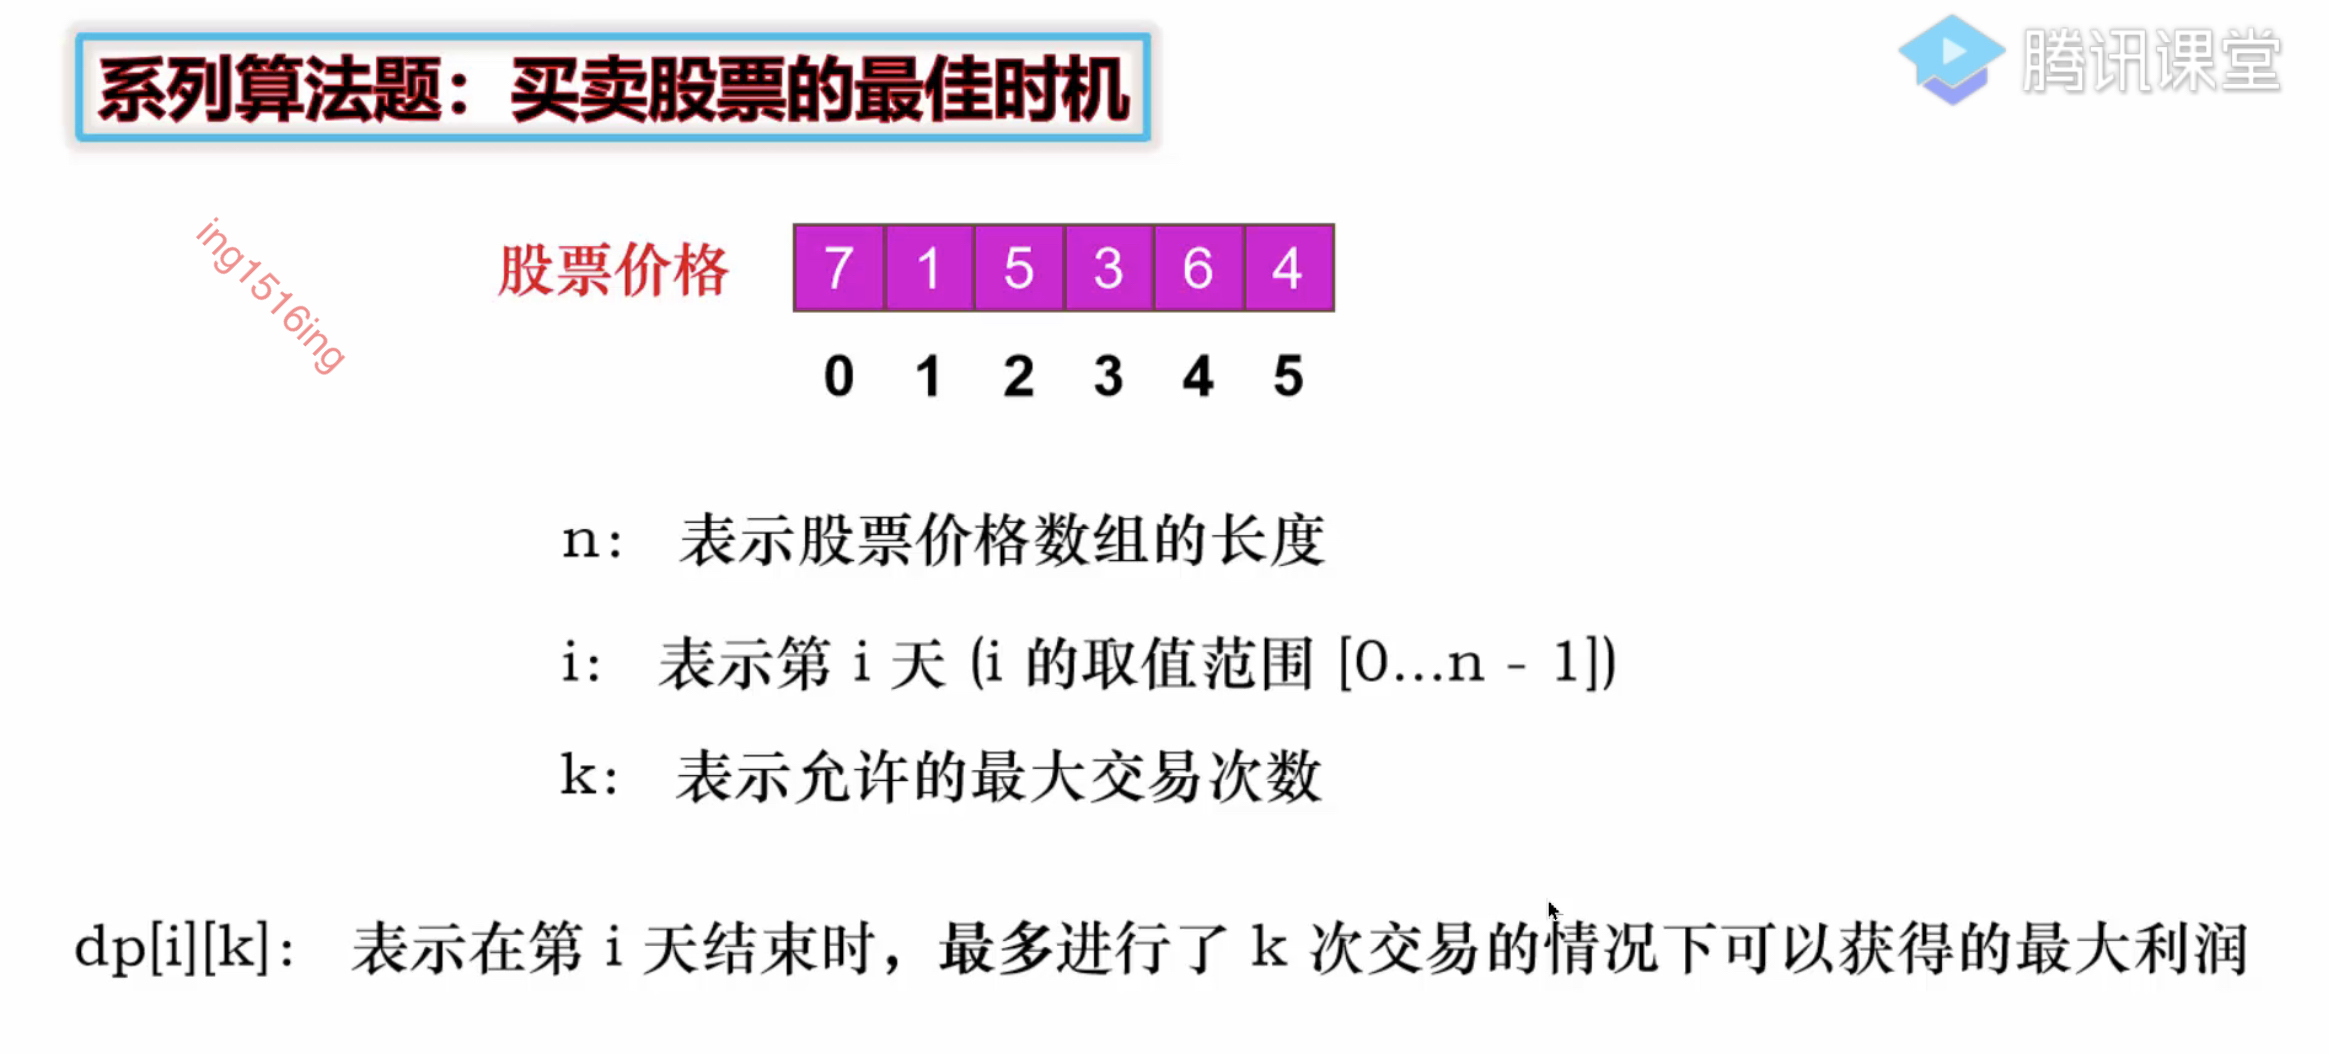 系列算法题：买卖股票的最佳时机
腾讯课堂
ing1516ing
股票价格 7 1 5 3 6 4
0 1 2 3 4 5
n： 表示股票价格数组的长度
i： 表示第 i 天 (i 的取值范围 [0...n - 1])
k： 表示允许的最大交易次数
dp[i][k]： 表示在第 i 天结束时，最多进行了 k 次交易的情况下可以获得的最大利润